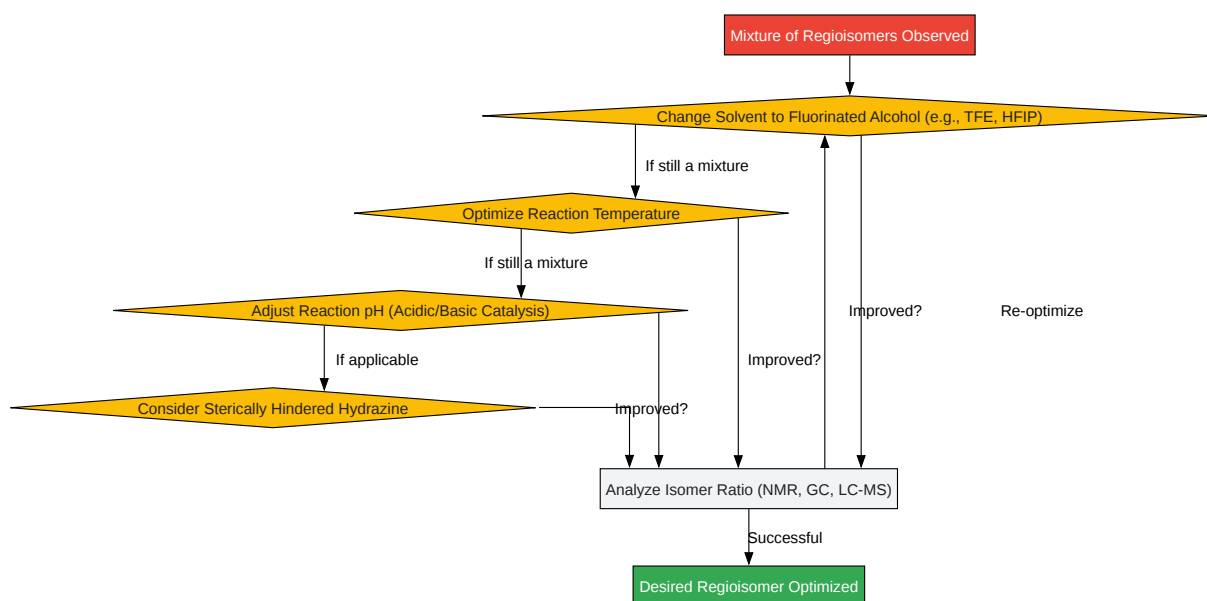 Mixture of Regioisomers Observed
Change Solvent to Fluorinated Alcohol (e.g., TFE, HFIP)
If still a mixture
Optimize Reaction Temperature
If still a mixture
Adjust Reaction pH (Acidic/Basic Catalysis)
Improved?
Re-optimize
If applicable
Improved?
Consider Sterically Hindered Hydrazine
Improved?
Analyze Isomer Ratio (NMR, GC, LC-MS)
Successful
Desired Regioisomer Optimized